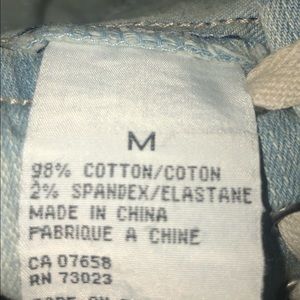 M
98% COTTON/COTON
2% SPANDEX/ELASTANE
MADE IN CHINA
FABRIQUE A CHINE
CA 07658
RN 73023